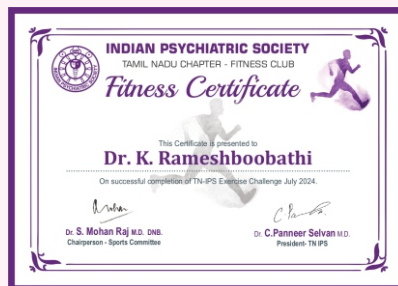 INDIAN PSYCHIATRIC SOCIETY
TAMIL NADU CHAPTER - FITNESS CLUB
Fitness Certificate
This Certificate is presented to
Dr. K. Rameshboobathi
On successful completion of TN-IPS Exercise Challenge July 2024.
Dr. S. Mohan Raj M.D. DNB.
Chairperson - Sports Committee
Dr. C.Panneer Selvan M.D.
President- TN IPS